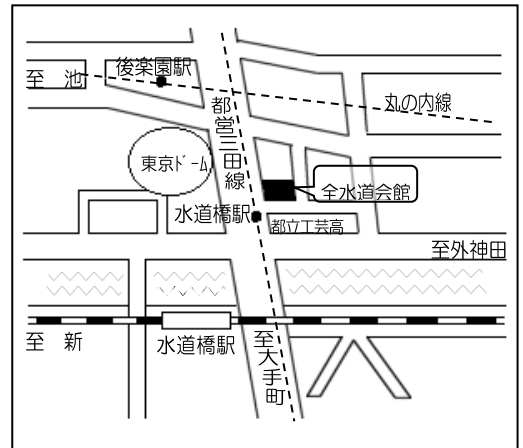 後楽園駅
至 池
丸の内線
都営三田線
東京ﾄﾞｰﾑ
全水道会館
水道橋駅
都立工芸高
至外神田
至 新
水道橋駅
至大手町